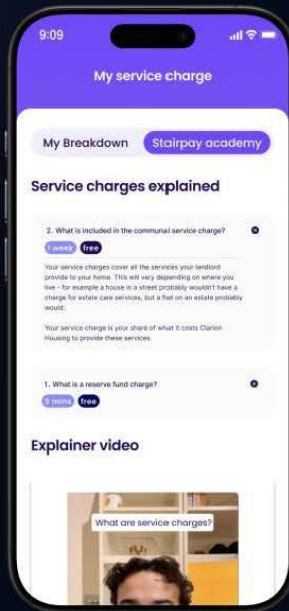 9:09
My service charge
My Breakdown
Stairpay academy
Service charges explained
2. What is included in the communal service charge?
1 week free
Your service charges cover all the services your landlord
provide to your home. This will vary depending on where you
live - for example a house in a street probably wouldn't have a
charge for estate care services, but a flat on an estate probably
would.
Your service charge is your share of what it costs Clarion
Housing to provide these services.
1. What is a reserve fund charge?
5 mins free
Explainer video
What are service charges?